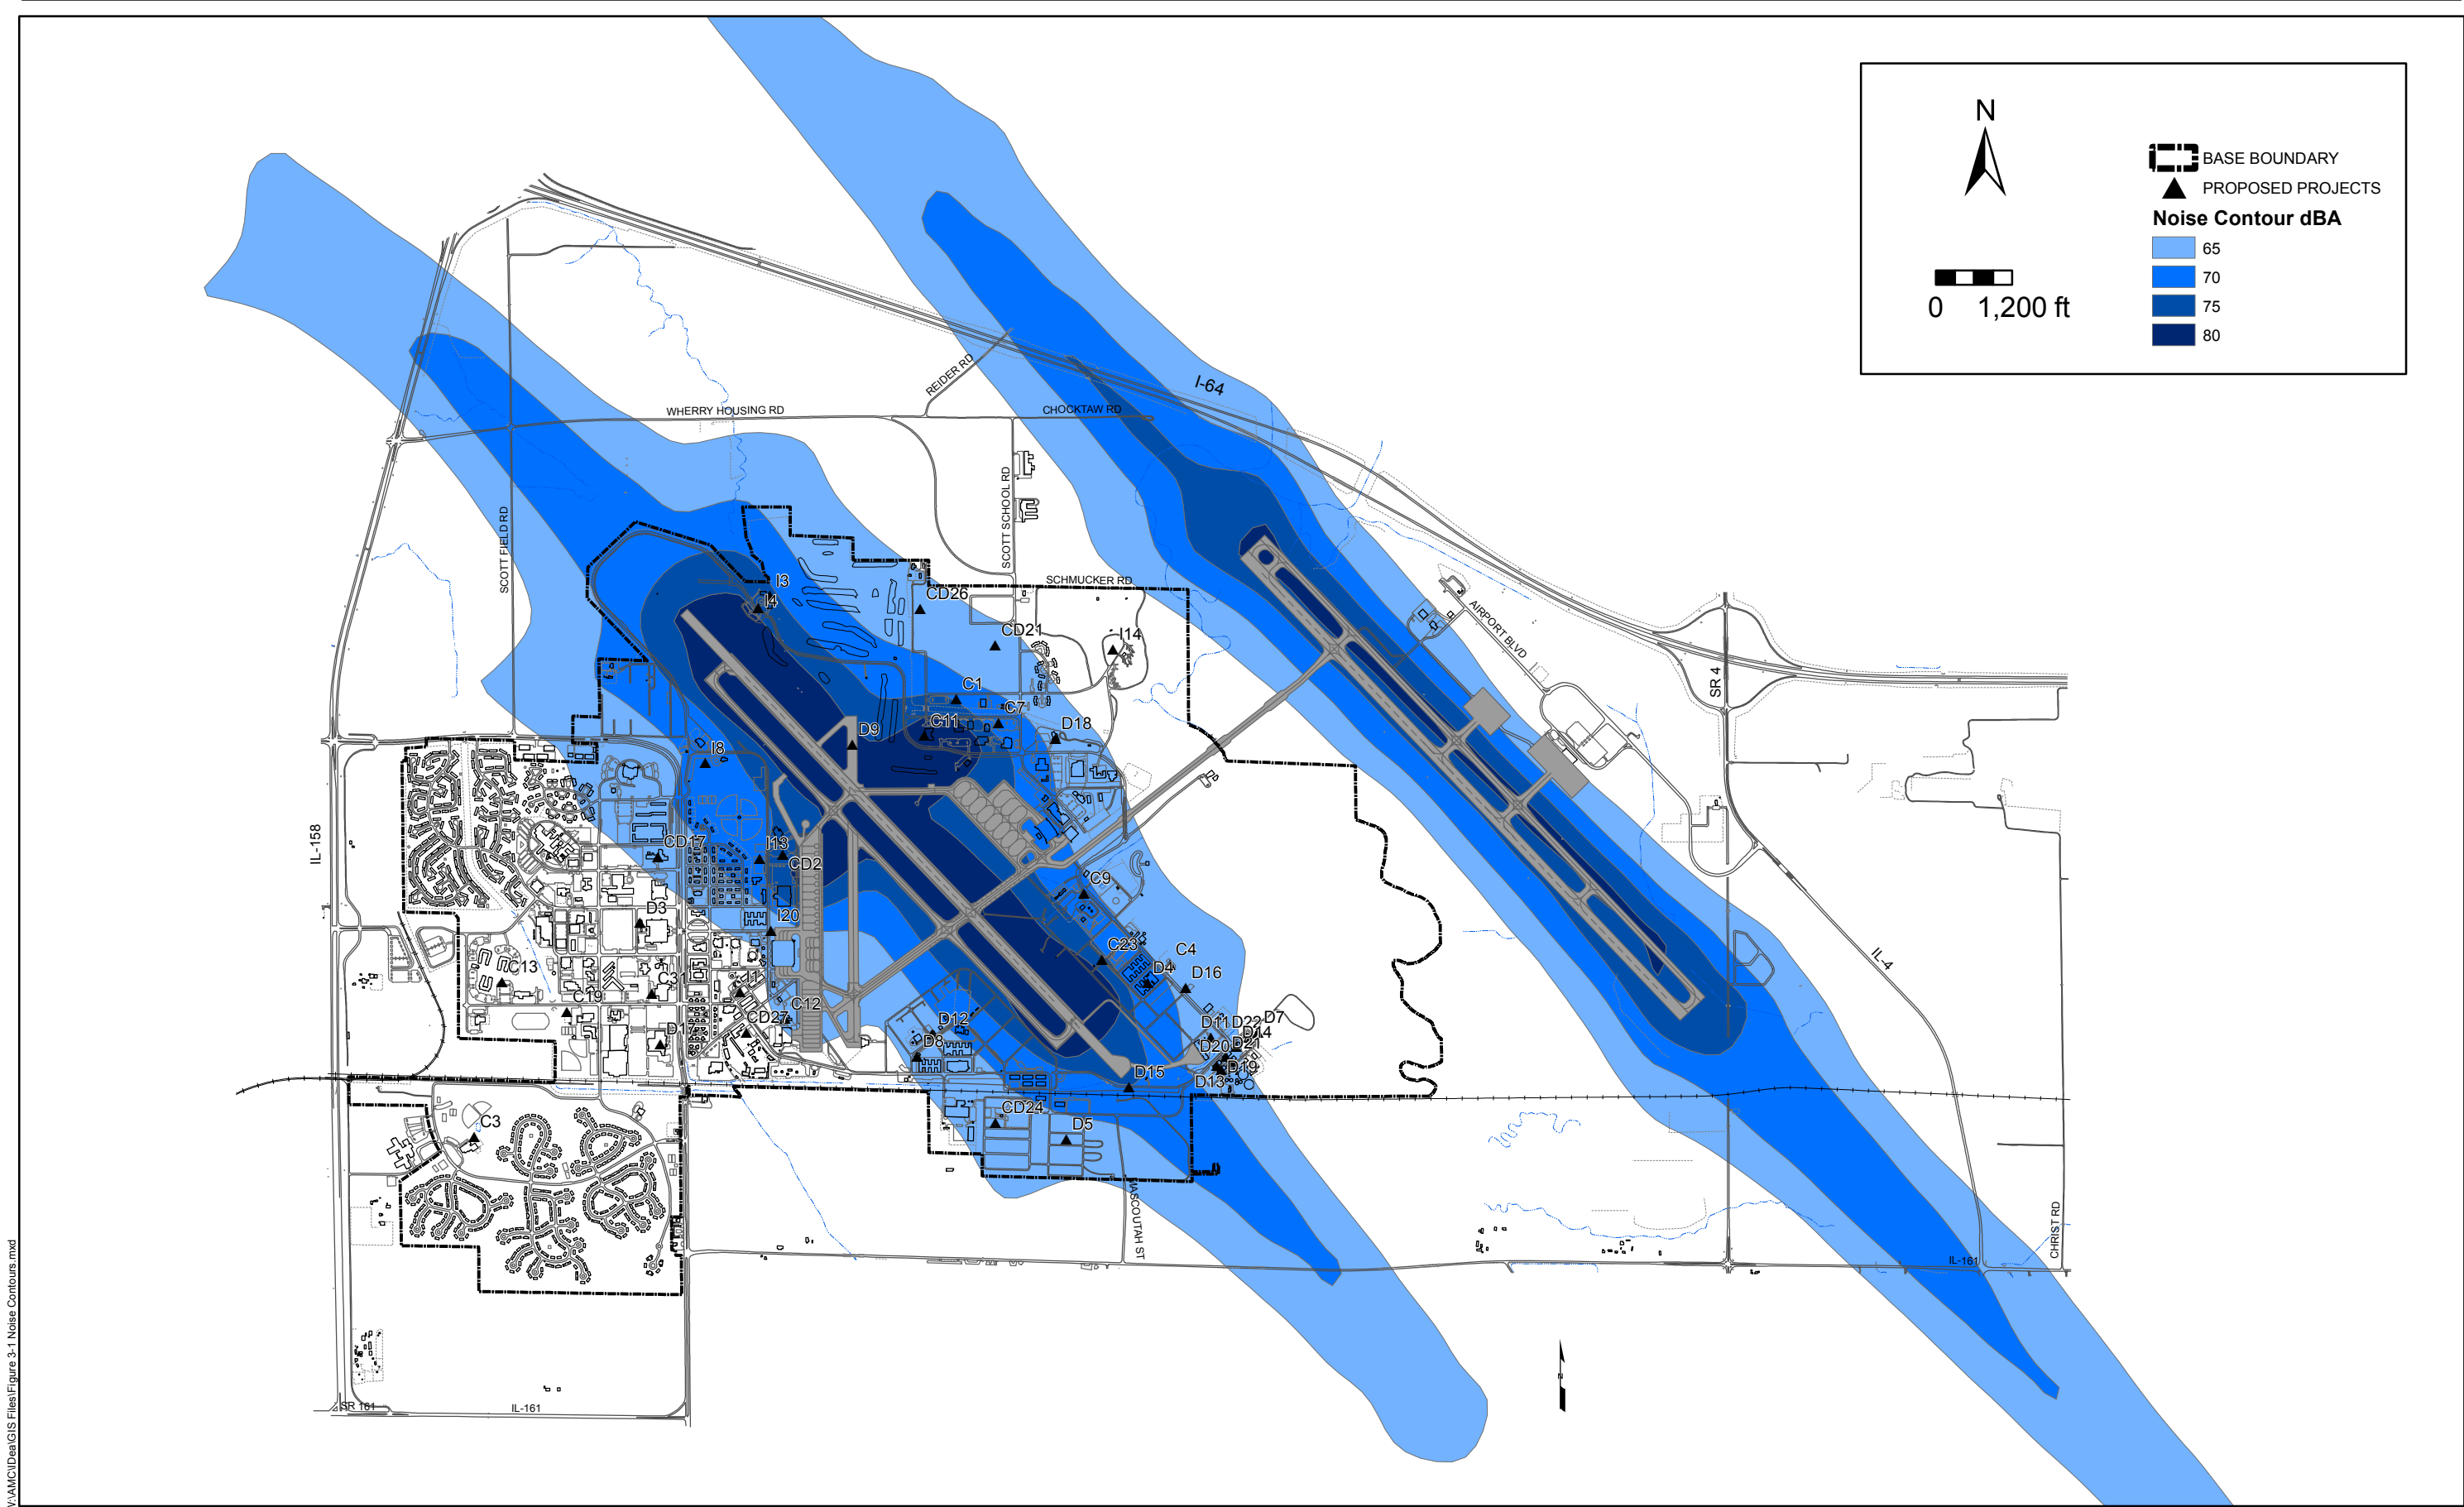 N
BASE BOUNDARY
PROPOSED PROJECTS
Noise Contour dBA
65
70
75
80
0 1,200 ft
I-64
REIDER RD
WHERRY HOUSING RD
CHOCKTAW RD
SCOTT SCHOOL RD
SCOTT FIELD RD
SCHMUCKER RD
AIRPORT BLVD
SR 4
I3
I4
CD26
CD21
I14
C1
C7
C11
D18
D9
I8
IL-158
CD17
I13
CD2
C9
D3
I20
C23
C4
D4
D16
IL-4
C13
C31
I1
C19
C12
CD27
D17
D12
D8
D11
D22
D7
D14
D20
D21
D19
D13
D15
CD24
D5
C3
MASCOUTAH ST
CHRIST RD
IL-161
N
SR 161
IL-161
V:\AMC\IDea\GIS Files\Figure 3-1 Noise Contours.mxd